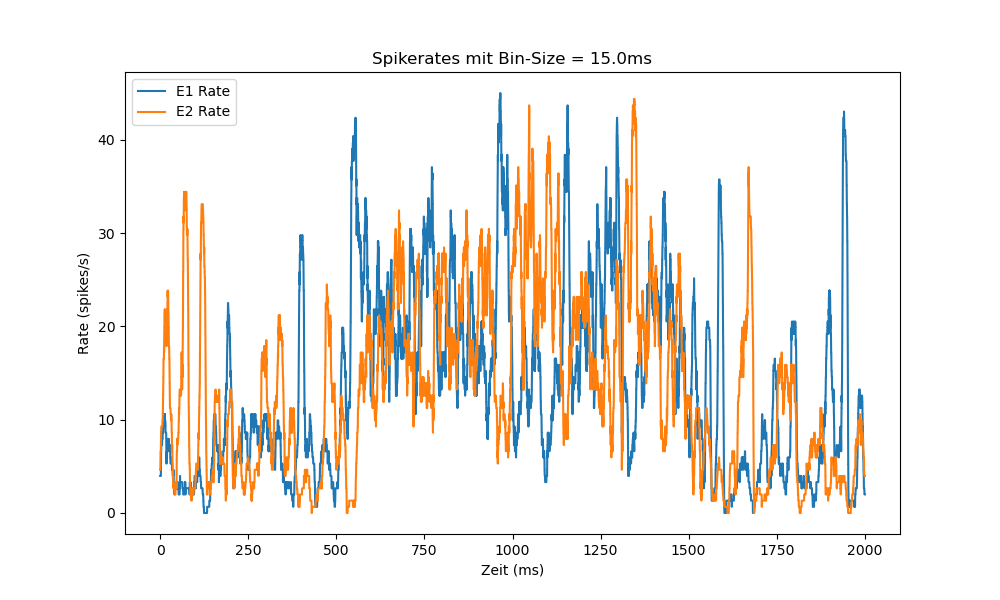 Spikerates mit Bin-Size = 15.0ms
E1 Rate
E2 Rate
Rate (spikes/s)
40
30
20
10
0
0 250 500 750 1000 1250 1500 1750 2000
Zeit (ms)